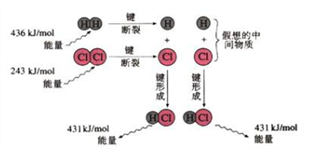 H H 键 断裂 H H
436 kJ/mol
能量
+ +
假想的中间物质
Cl Cl 键 断裂 Cl Cl
243 kJ/mol
能量
键形成 键形成
H Cl H Cl
431kJ/mol
能量
431 kJ/mol
能量